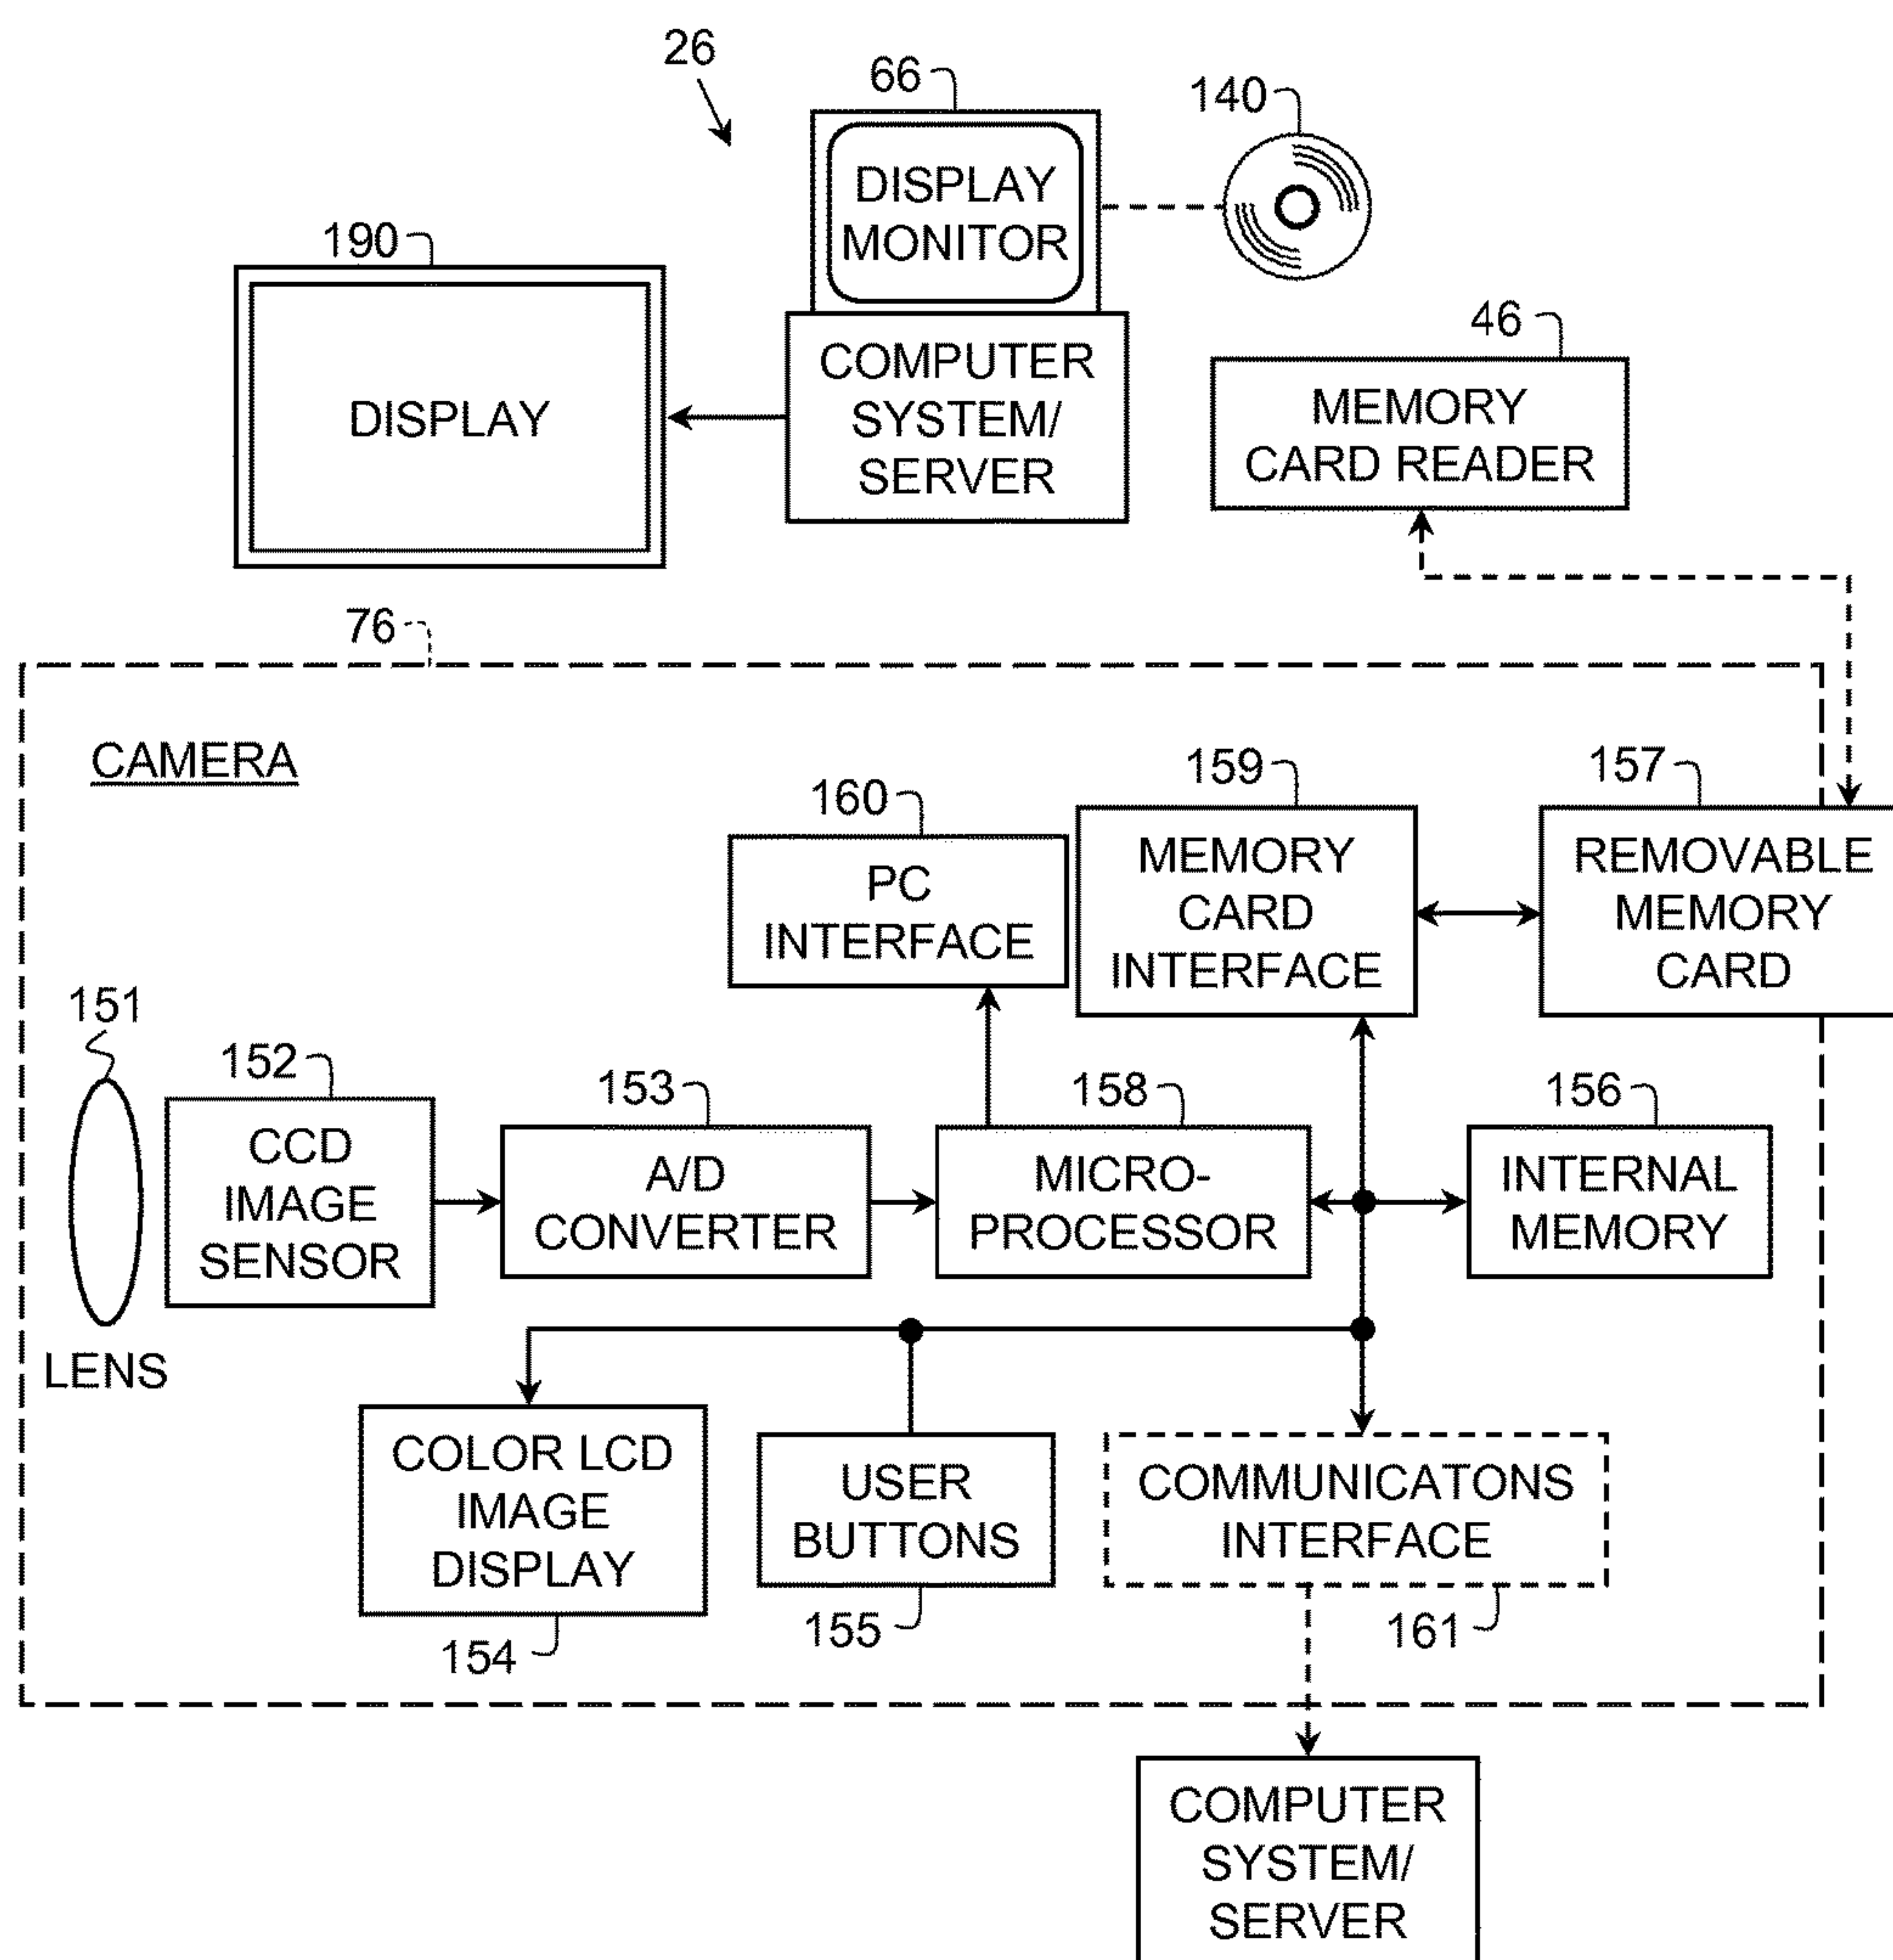 26
66
140
DISPLAY
MONITOR
190
DISPLAY
COMPUTER
SYSTEM/
SERVER
46
MEMORY
CARD READER
76
CAMERA
160
PC
INTERFACE
159
MEMORY
CARD
INTERFACE
157
REMOVABLE
MEMORY
CARD
151
LENS
152
CCD
IMAGE
SENSOR
153
A/D
CONVERTER
158
MICRO-
PROCESSOR
156
INTERNAL
MEMORY
COLOR LCD
IMAGE
DISPLAY
154
USER
BUTTONS
155
COMMUNICATONS
INTERFACE
161
COMPUTER
SYSTEM/
SERVER